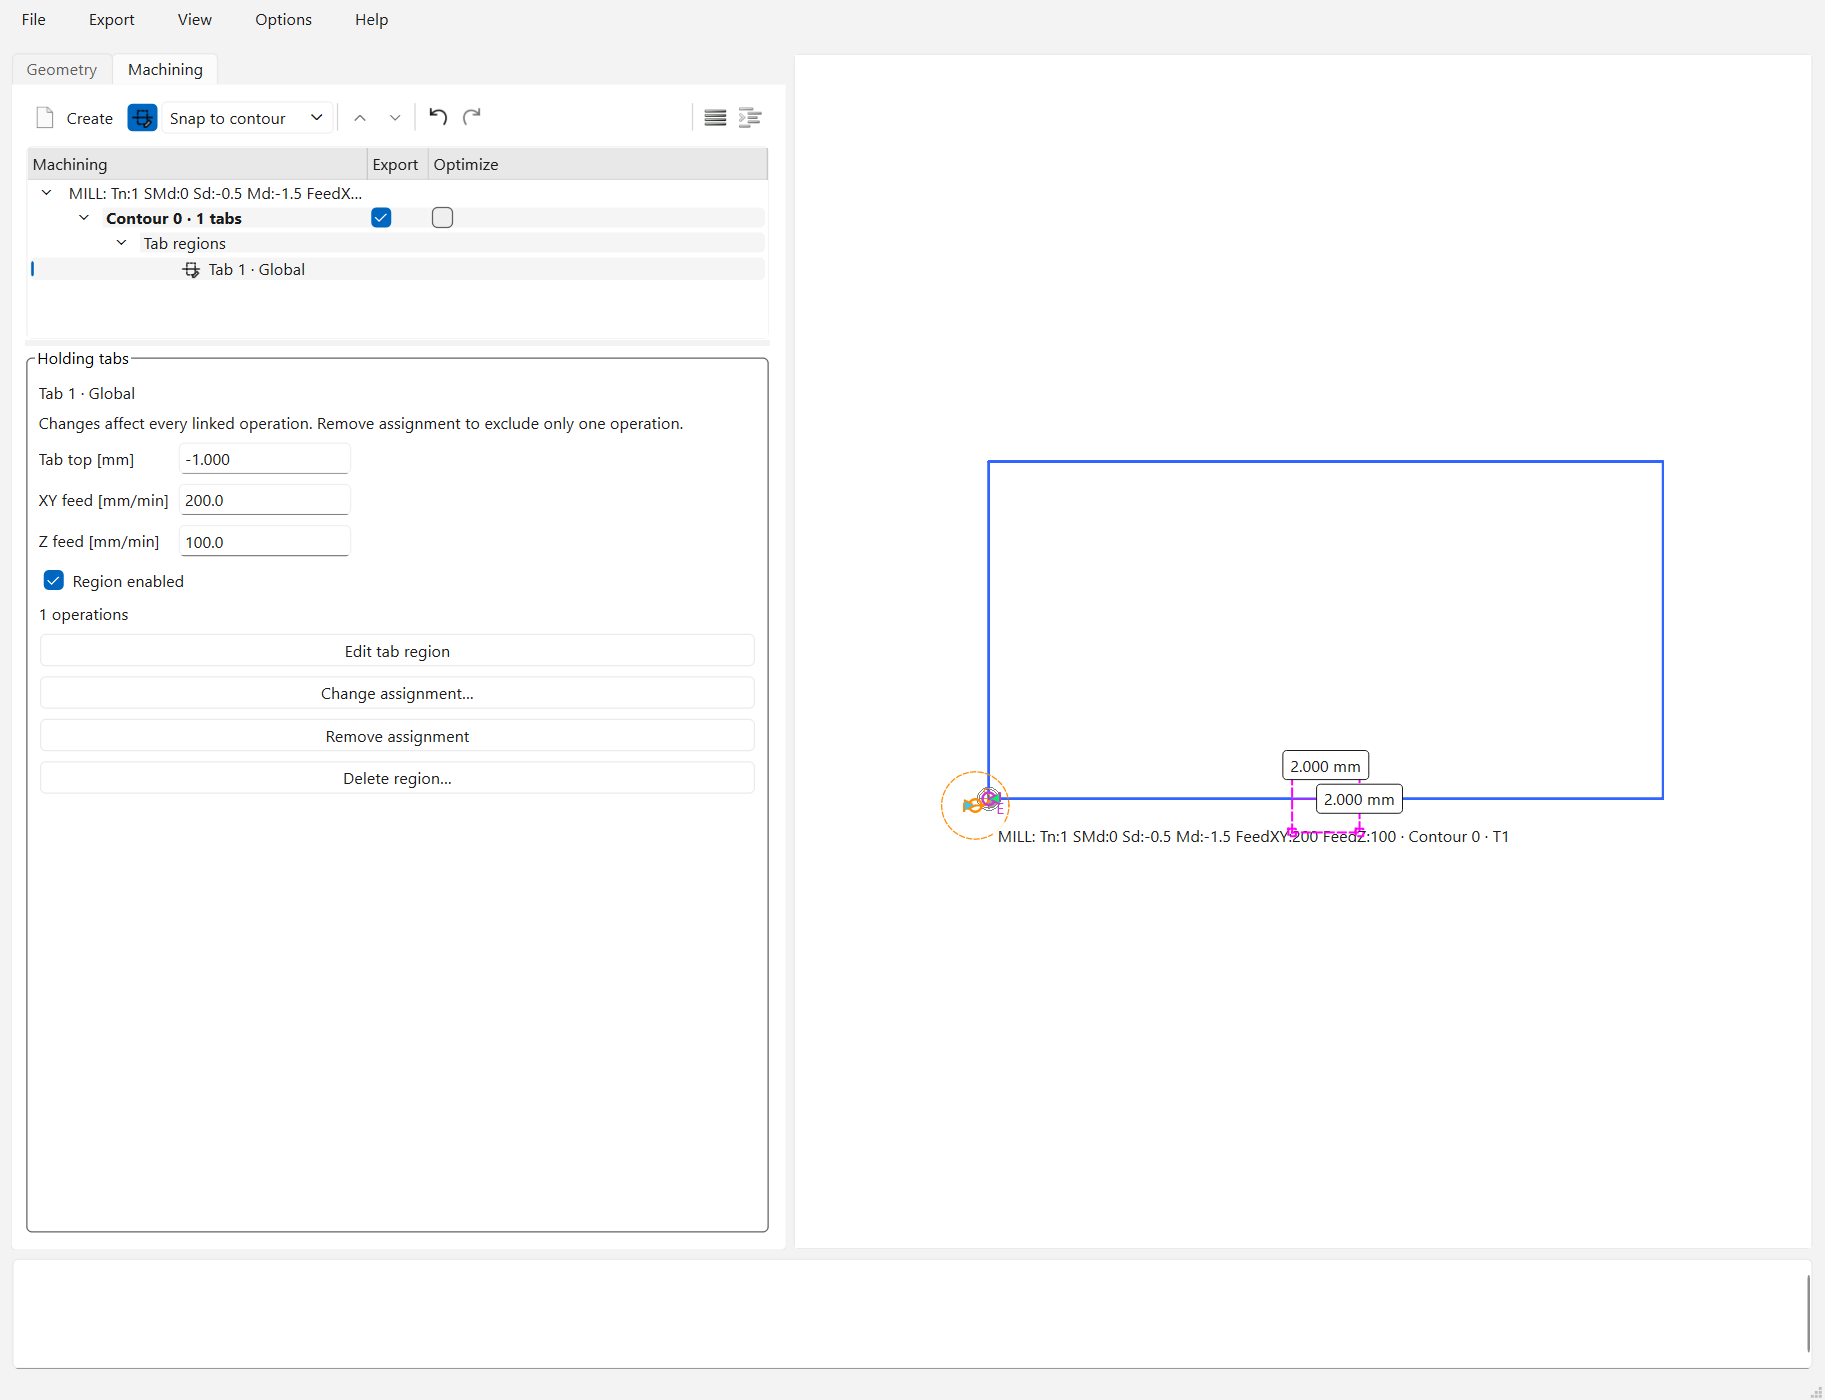 File Export View Options Help
Geometry Machining
Create Snap to contour
Machining Export Optimize
MILL: Tn:1 SMd:0 Sd:-0.5 Md:-1.5 FeedX...
Contour 0 · 1 tabs
Tab regions
Tab 1 · Global
Holding tabs
Tab 1 · Global
Changes affect every linked operation. Remove assignment to exclude only one operation.
Tab top [mm] -1.000
XY feed [mm/min] 200.0
Z feed [mm/min] 100.0
Region enabled
1 operations
Edit tab region
Change assignment...
Remove assignment
Delete region...
2.000 mm
2.000 mm
E
MILL: Tn:1 SMd:0 Sd:-0.5 Md:-1.5 FeedXY:200 FeedZ:100 · Contour 0 · T1